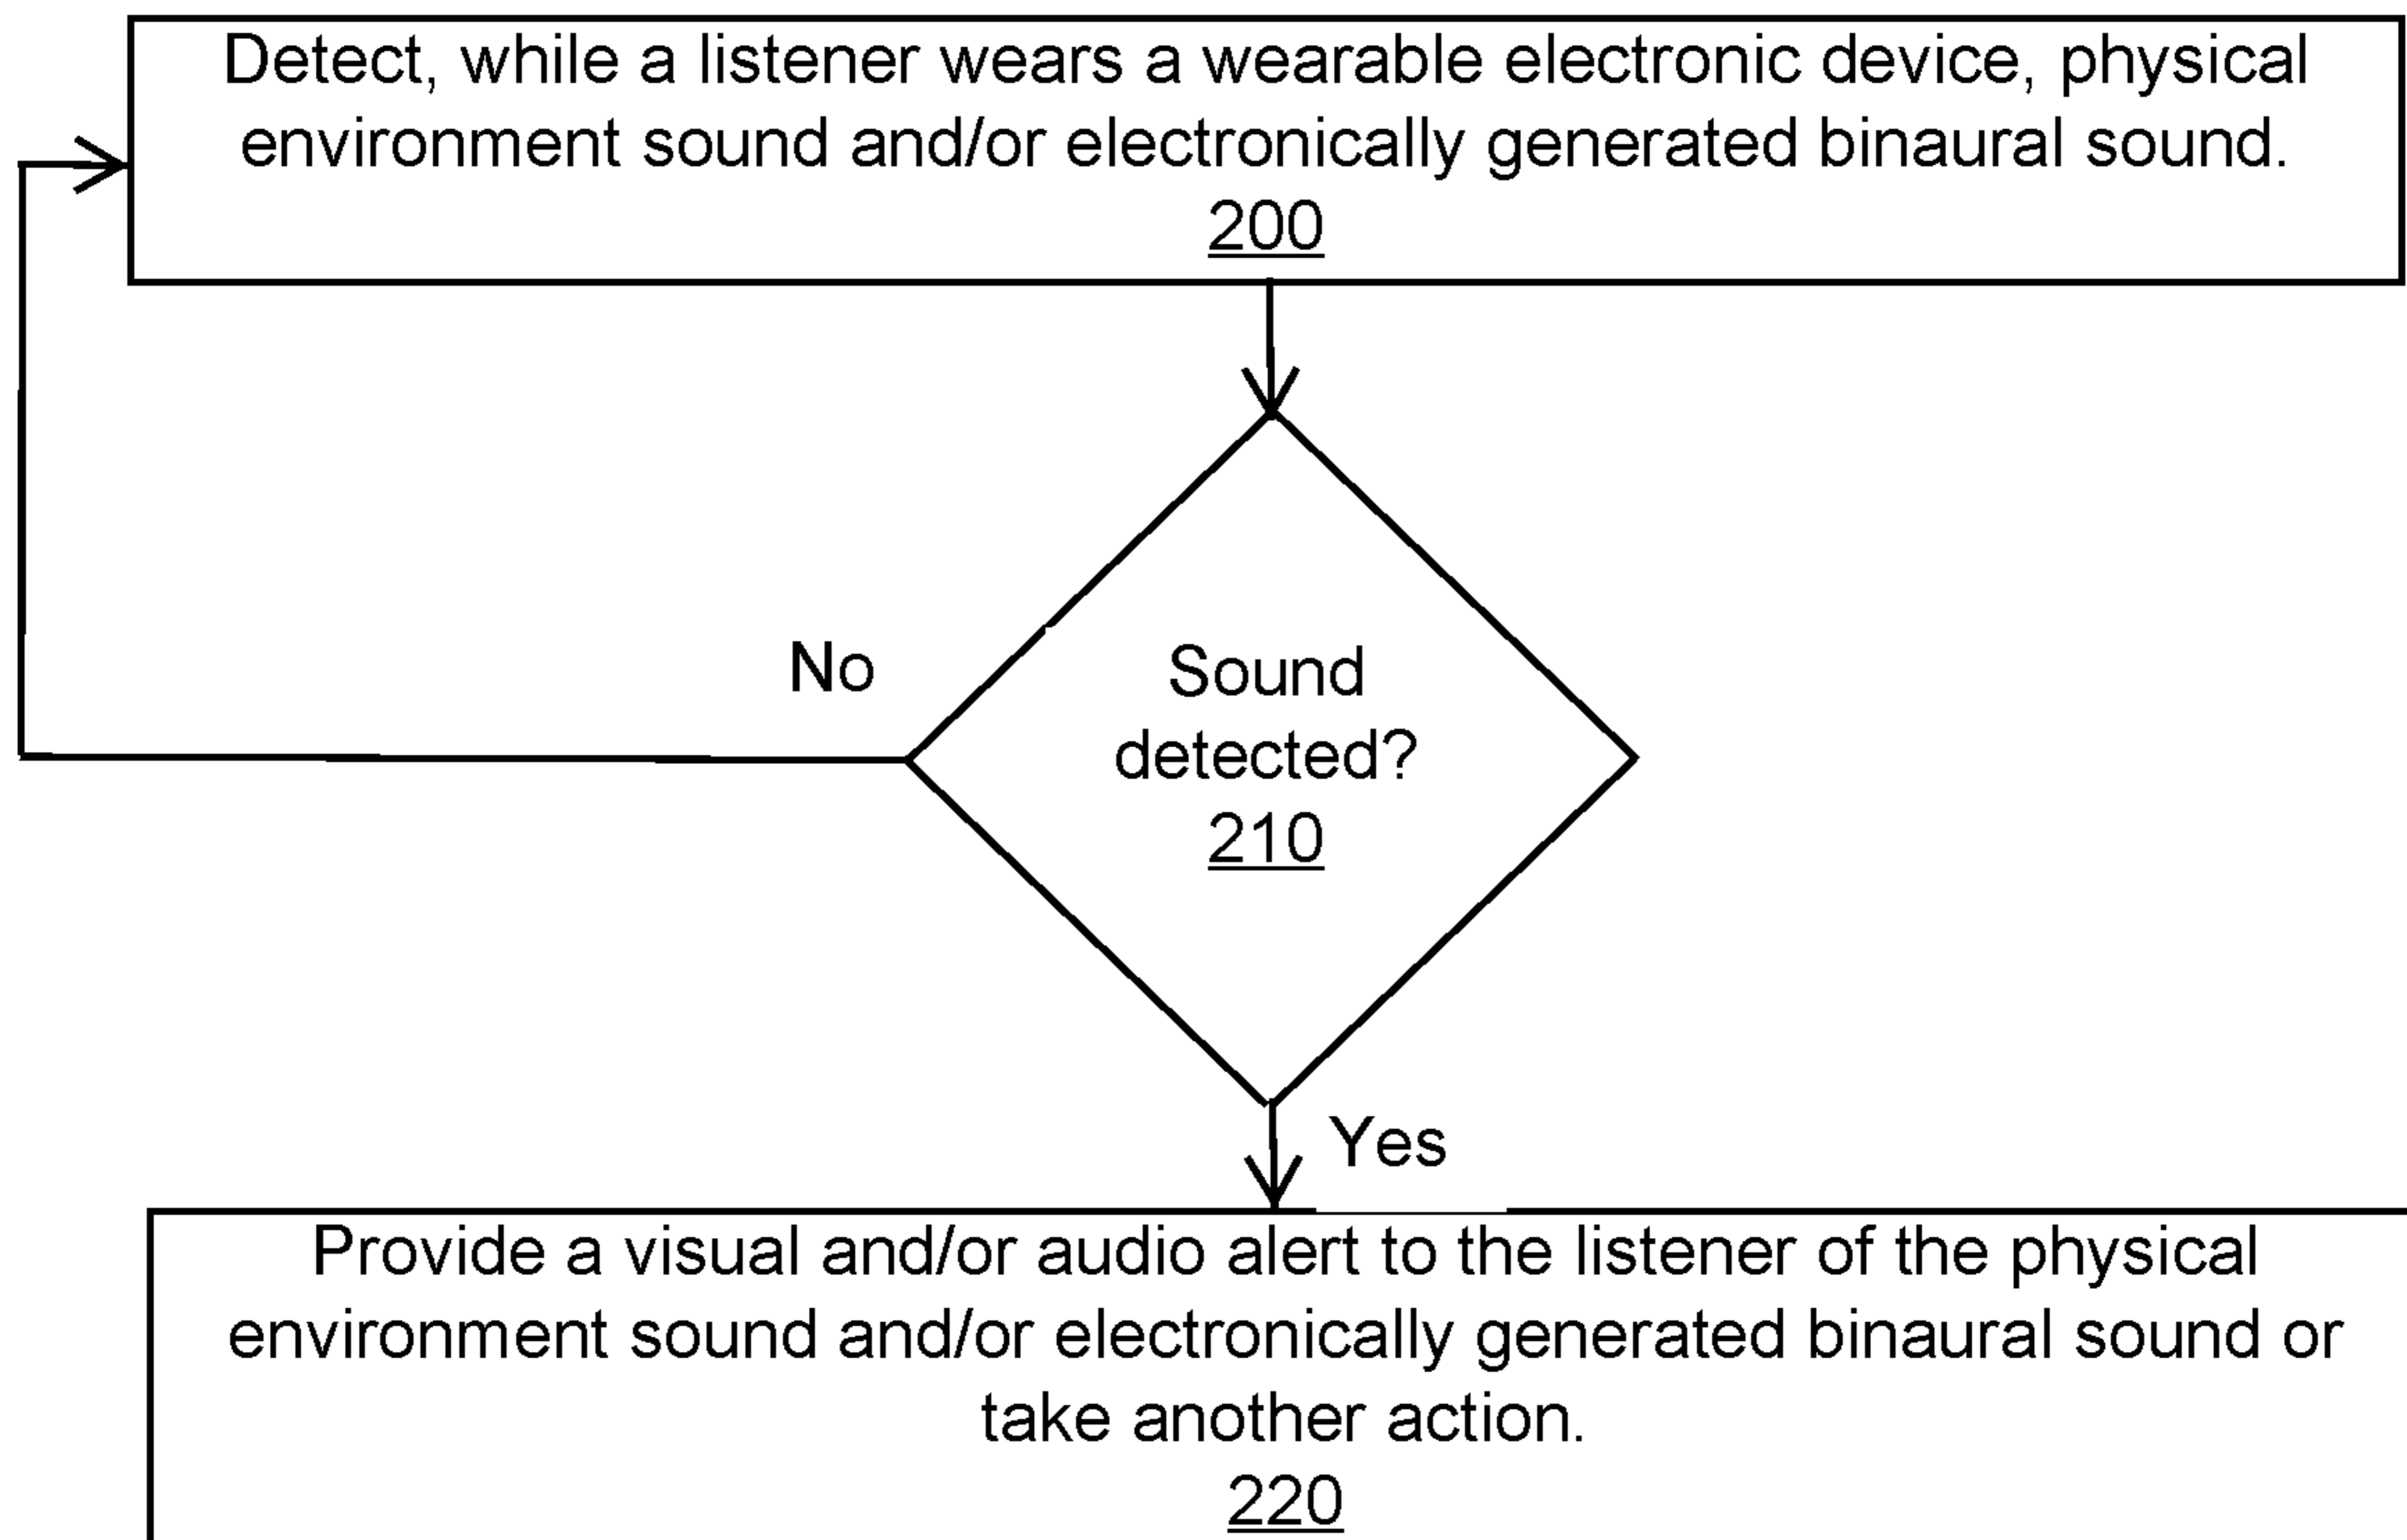 Detect, while a listener wears a wearable electronic device, physical
environment sound and/or electronically generated binaural sound.
200
No
Sound
detected?
210
Yes
Provide a visual and/or audio alert to the listener of the physical
environment sound and/or electronically generated binaural sound or
take another action.
220